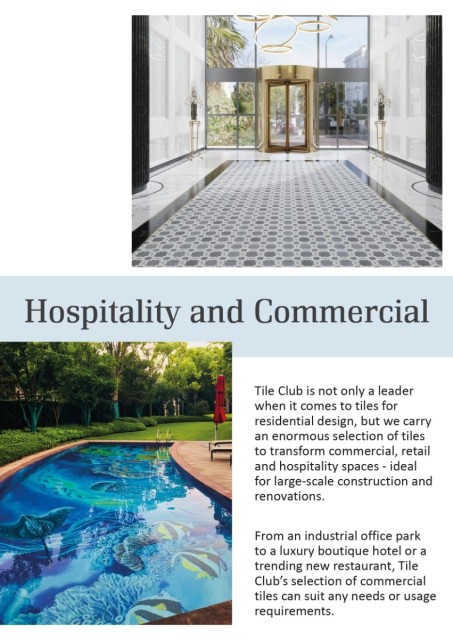 Hospitality and Commercial
Tile Club is not only a leader
when it comes to tiles for
residential design, but we carry
an enormous selection of tiles
to transform commercial, retail
and hospitality spaces - ideal
for large-scale construction and
renovations.
From an industrial office park
to a luxury boutique hotel or a
trending new restaurant, Tile
Club's selection of commercial
tiles can suit any needs or usage
requirements.